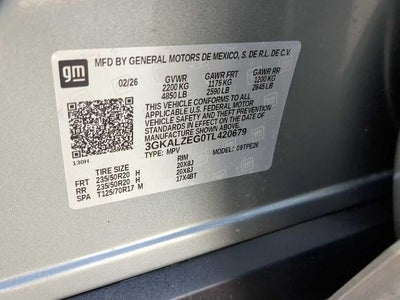 gm
MFD BY GENERAL MOTORS DE MEXICO, S. DE R.L. DE C.V.
02/26 GVWR GAWR FRT GAWR RR
2200 KG 1175 KG 1200 KG
4850 LB 2590 LB 2645 LB
THIS VEHICLE CONFORMS TO ALL
APPLICABLE U.S. FEDERAL MOTOR
VEHICLE SAFETY STANDARDS
IN EFFECT ON THE DATE OF
MANUFACTURE SHOWN ABOVE.
3GKALZEG0TL420679
TYPE: MPV MODEL: 09TPE26
130H
TIRE SIZE RIM
FRT 235/50R20 H 20X8J
RR 235/50R20 H 20X8J
SPA T125/70R17 M 17X4BT